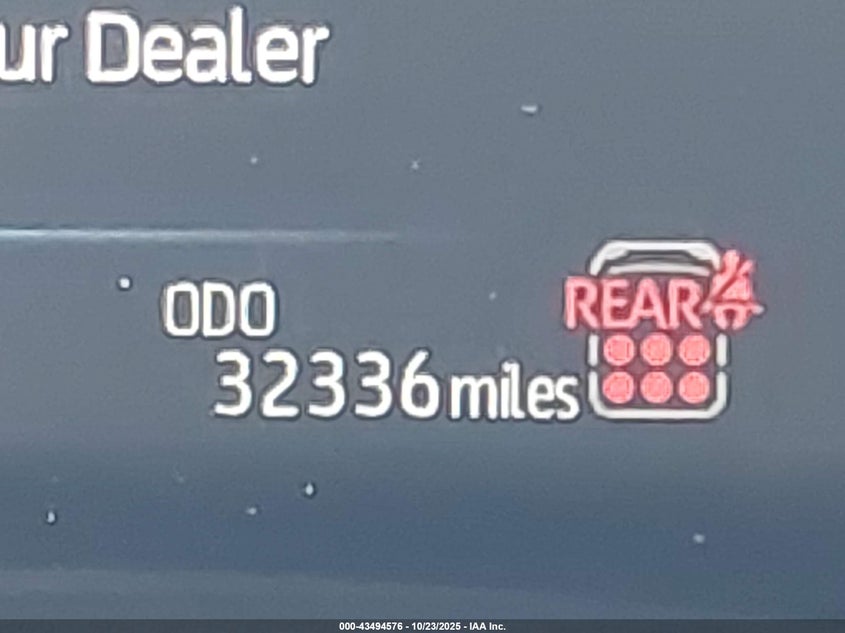 ur Dealer
ODO
REAR
32336 miles
000-43494576 - 10/23/2025 - IAA Inc.